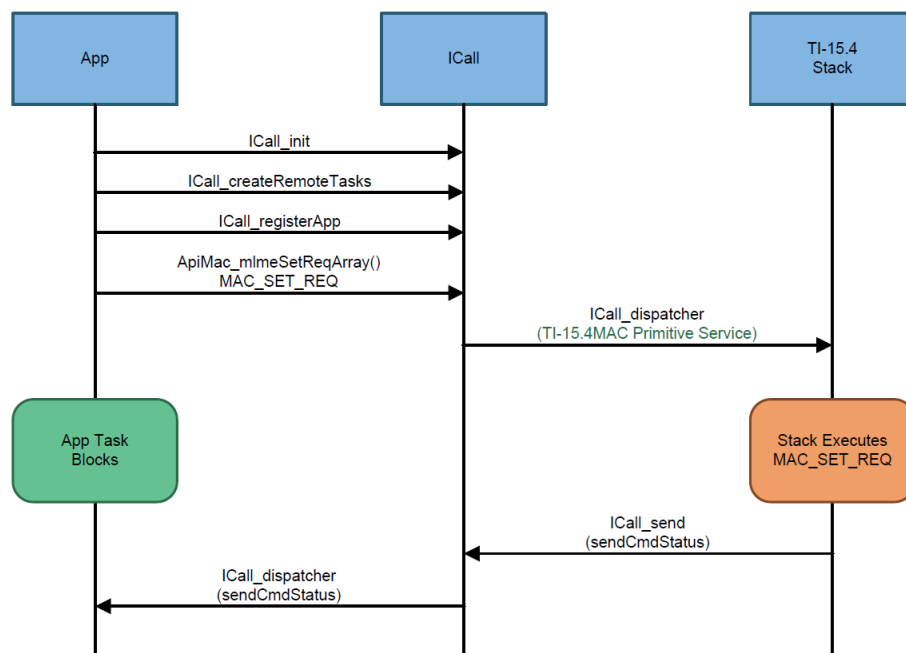 App
ICall
TI-15.4
Stack
ICall_init
ICall_createRemoteTasks
ICall_registerApp
ApiMac_mlmeSetReqArray()
MAC_SET_REQ
ICall_dispatcher
(TI-15.4MAC Primitive Service)
App Task
Blocks
Stack Executes
MAC_SET_REQ
ICall_send
(sendCmdStatus)
ICall_dispatcher
(sendCmdStatus)